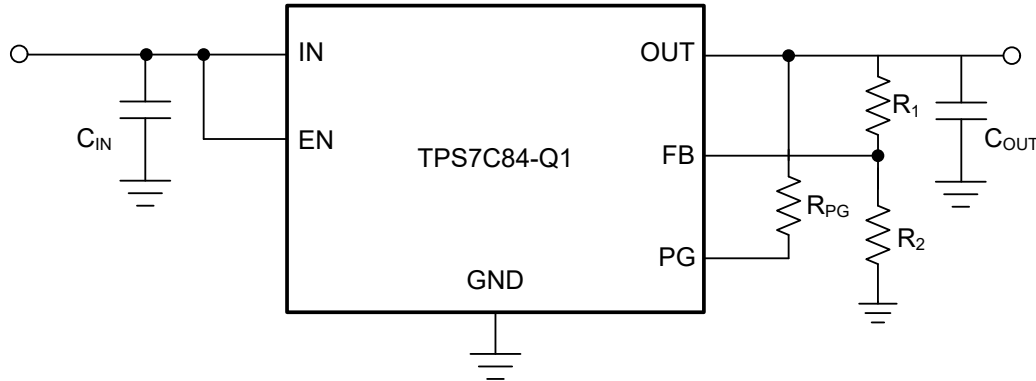 IN
OUT
R1
CIN
COUT
EN
TPS7C84-Q1
FB
RPG
R2
PG
GND